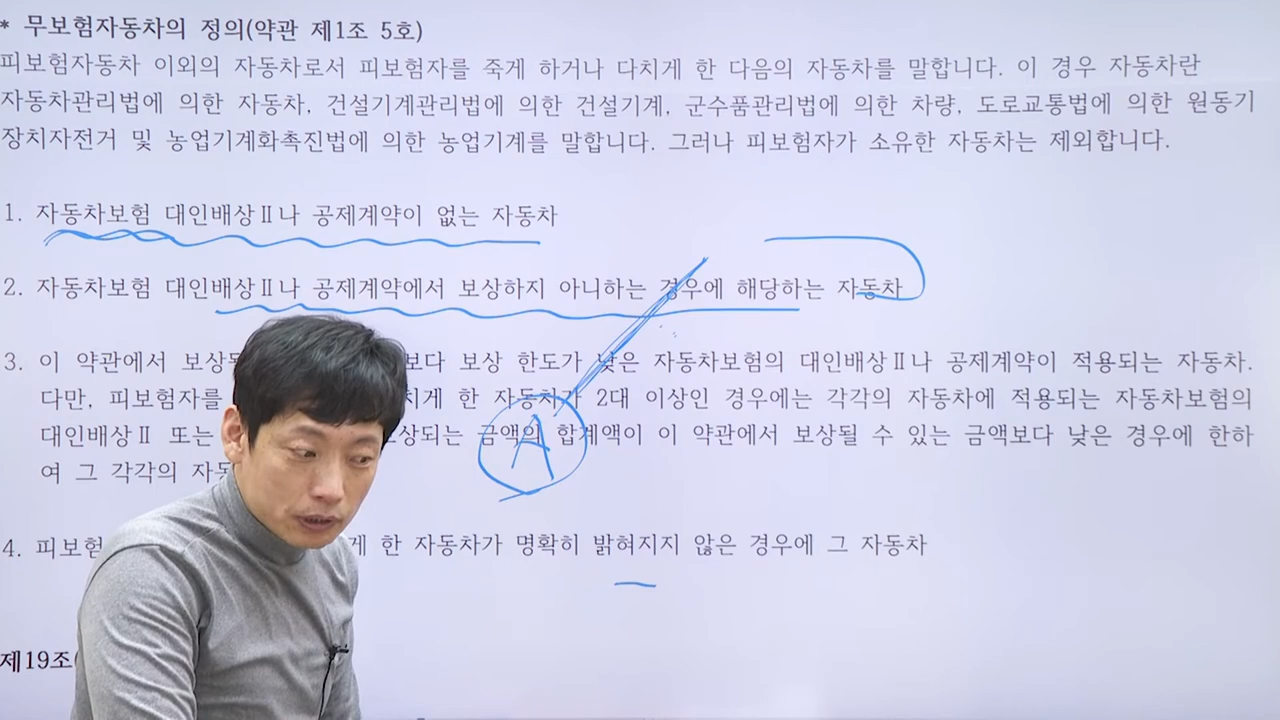 * 무보험자동차의 정의(약관 제1조 5호)
피보험자동차 이외의 자동차로서 피보험자를 죽게 하거나 다치게 한 다음의 자동차를 말합니다. 이 경우 자동차란
자동차관리법에 의한 자동차, 건설기계관리법에 의한 건설기계, 군수품관리법에 의한 차량, 도로교통법에 의한 원동기
장치자전거 및 농업기계화촉진법에 의한 농업기계를 말합니다. 그러나 피보험자가 소유한 자동차는 제외합니다.
1. 자동차보험 대인배상Ⅱ나 공제계약이 없는 자동차
2. 자동차보험 대인배상Ⅱ나 공제계약에서 보상하지 아니하는 경우에 해당하는 자동차
3. 이 약관에서 보다 보상 한도가 낮은 자동차보험의 대인배상Ⅱ나 공제계약이 적용되는 자동차.
다만, 피보험자를 치게 한 자동차가 2대 이상인 경우에는 각각의 자동차에 적용되는 자동차보험의
대인배상Ⅱ 또는 보상되는 금액의 합계액이 이 약관에서 보상될 수 있는 금액보다 낮은 경우에 한하
여 그 각각의
A
4. 피보험 게 한 자동차가 명확히 밝혀지지 않은 경우에 그 자동차
제19조(